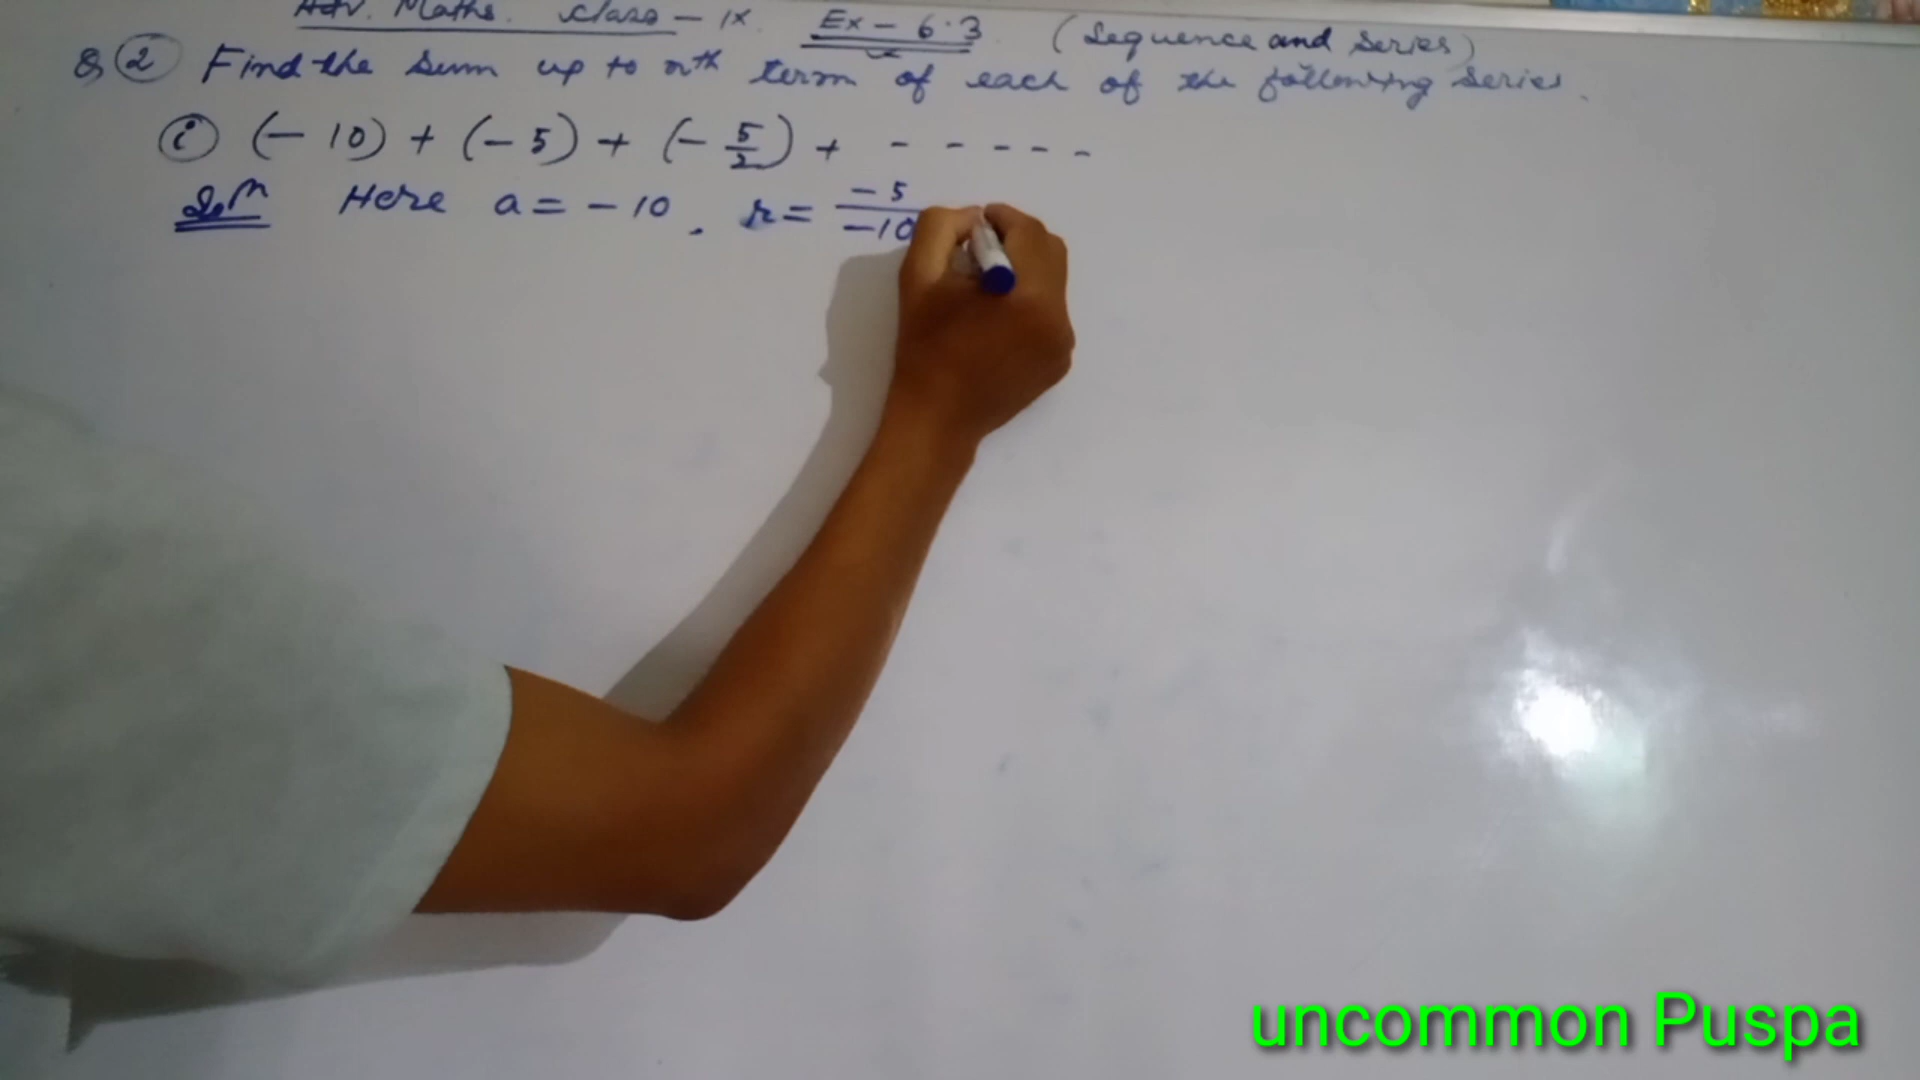 Adv. Maths. Class - IX. Ex - 6.3 (Sequence and Series)
Q (2) Find the Sum up to nth term of each of the following Series.
(i) (- 10) + (- 5) + (- 5/2) + - - - - -
Soln Here a = - 10 , r = -5/-10
uncommon Puspa